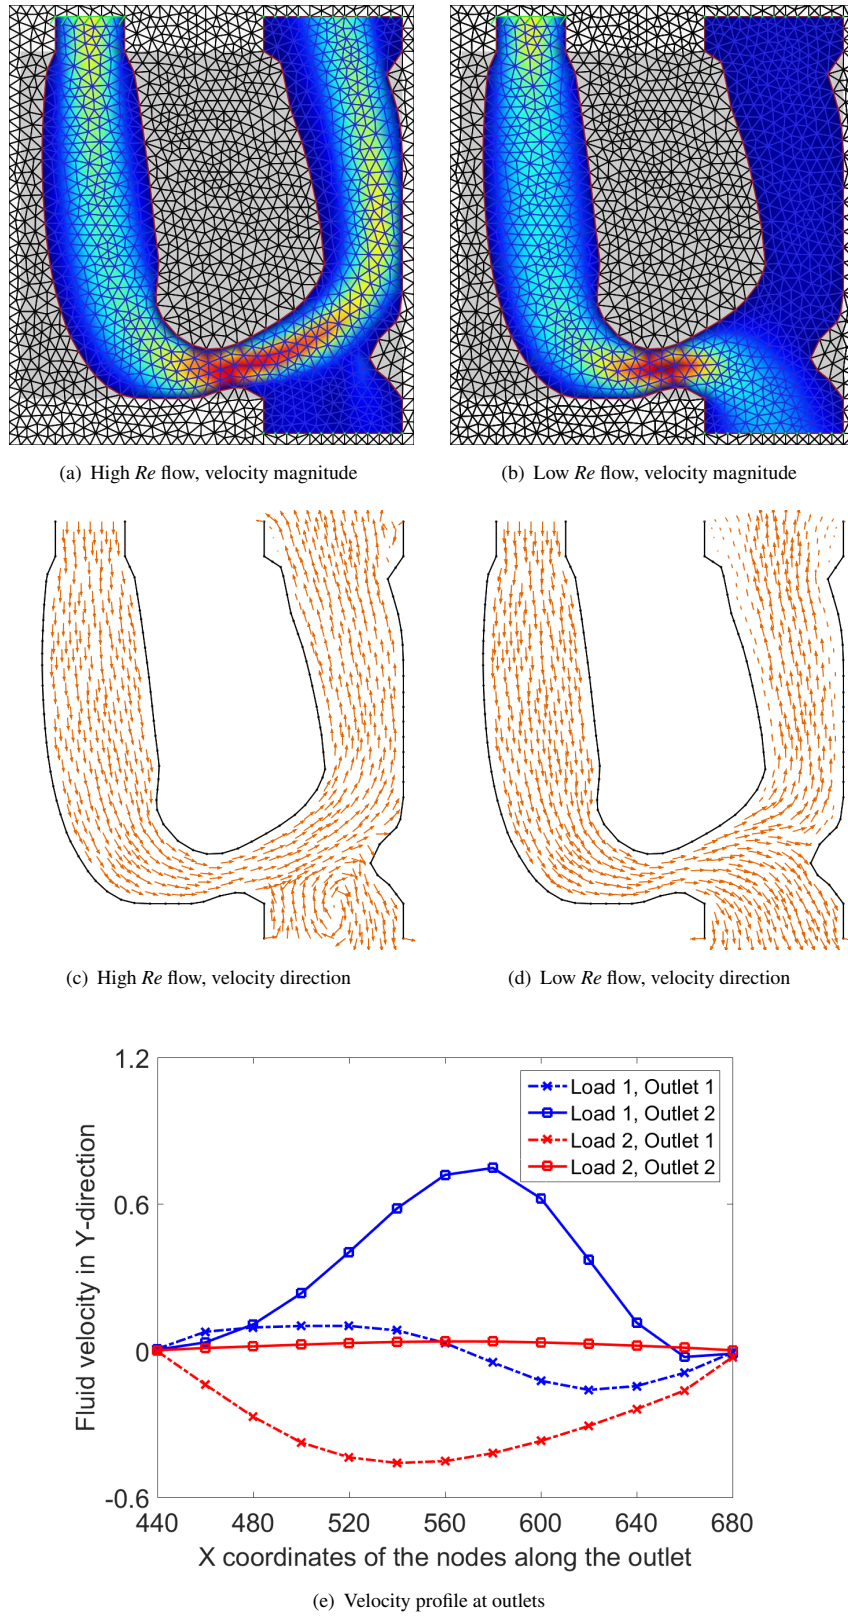 (a) High Re flow, velocity magnitude
(b) Low Re flow, velocity magnitude
(c) High Re flow, velocity direction
(d) Low Re flow, velocity direction
1.2
0.6
0
-0.6
Fluid velocity in Y-direction
Load 1, Outlet 1
Load 1, Outlet 2
Load 2, Outlet 1
Load 2, Outlet 2
440 480 520 560 600 640 680
X coordinates of the nodes along the outlet
(e) Velocity profile at outlets